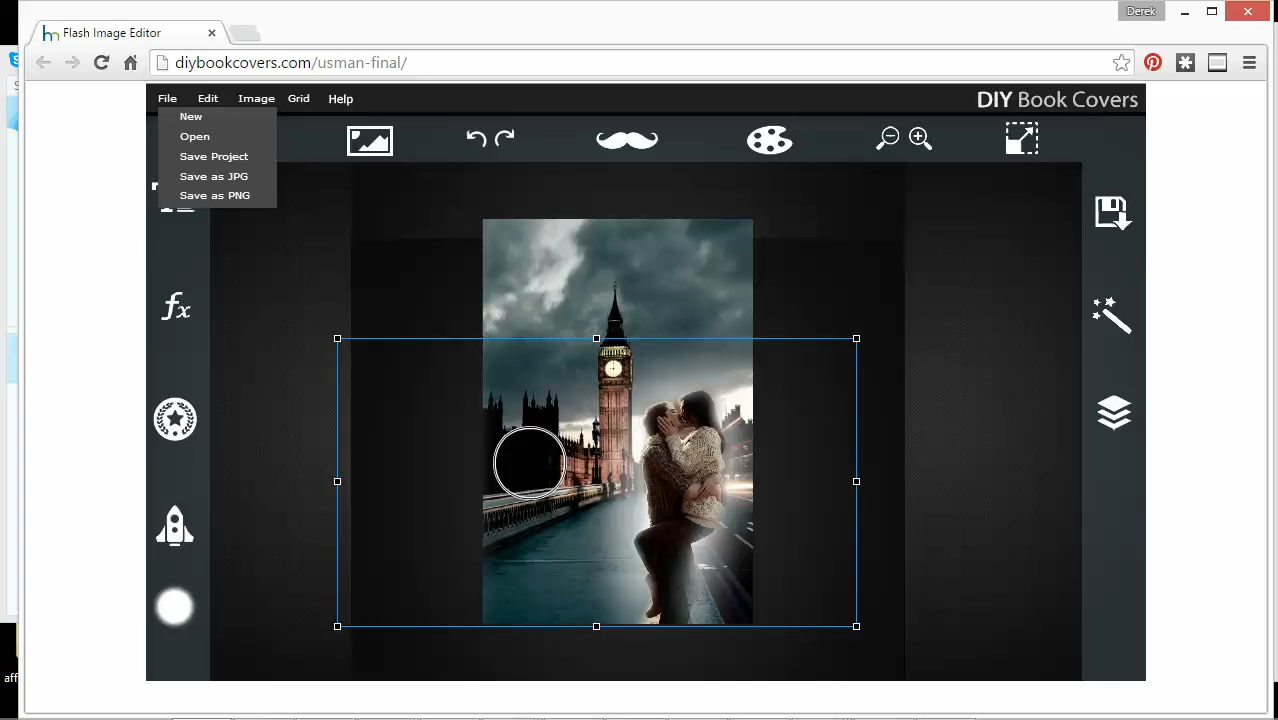 Derek
Flash Image Editor
diybookcovers.com/usman-final/
File Edit Image Grid Help
DIY Book Covers
New
Open
Save Project
Save as JPG
Save as PNG
fx
aff